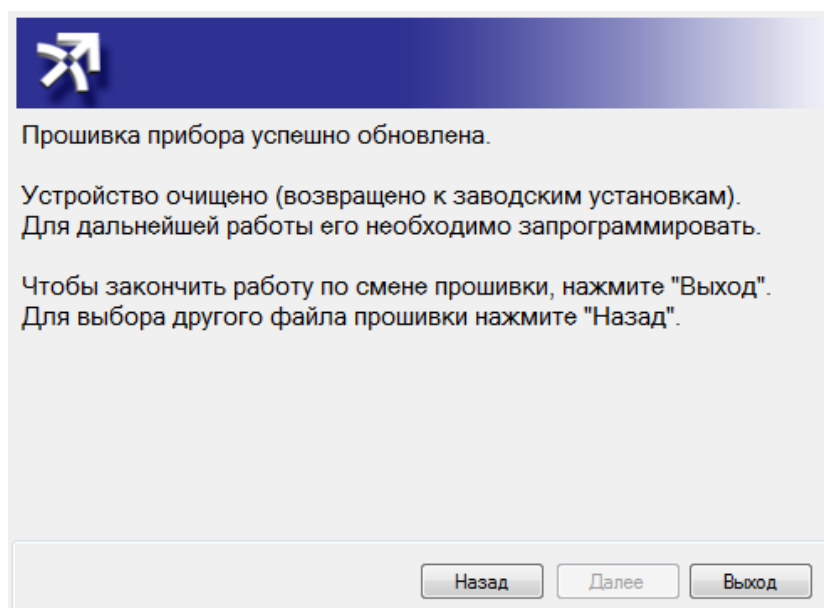 Прошивка прибора успешно обновлена.
Устройство очищено (возвращено к заводским установкам).
Для дальнейшей работы его необходимо запрограммировать.
Чтобы закончить работу по смене прошивки, нажмите "Выход".
Для выбора другого файла прошивки нажмите "Назад".
Назад Далее Выход